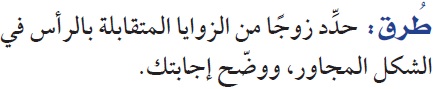 طُرق: حدِّد زوجًا من الزوايا المتقابلة بالرأس في
الشكل المجاور، ووضّح إجابتك.